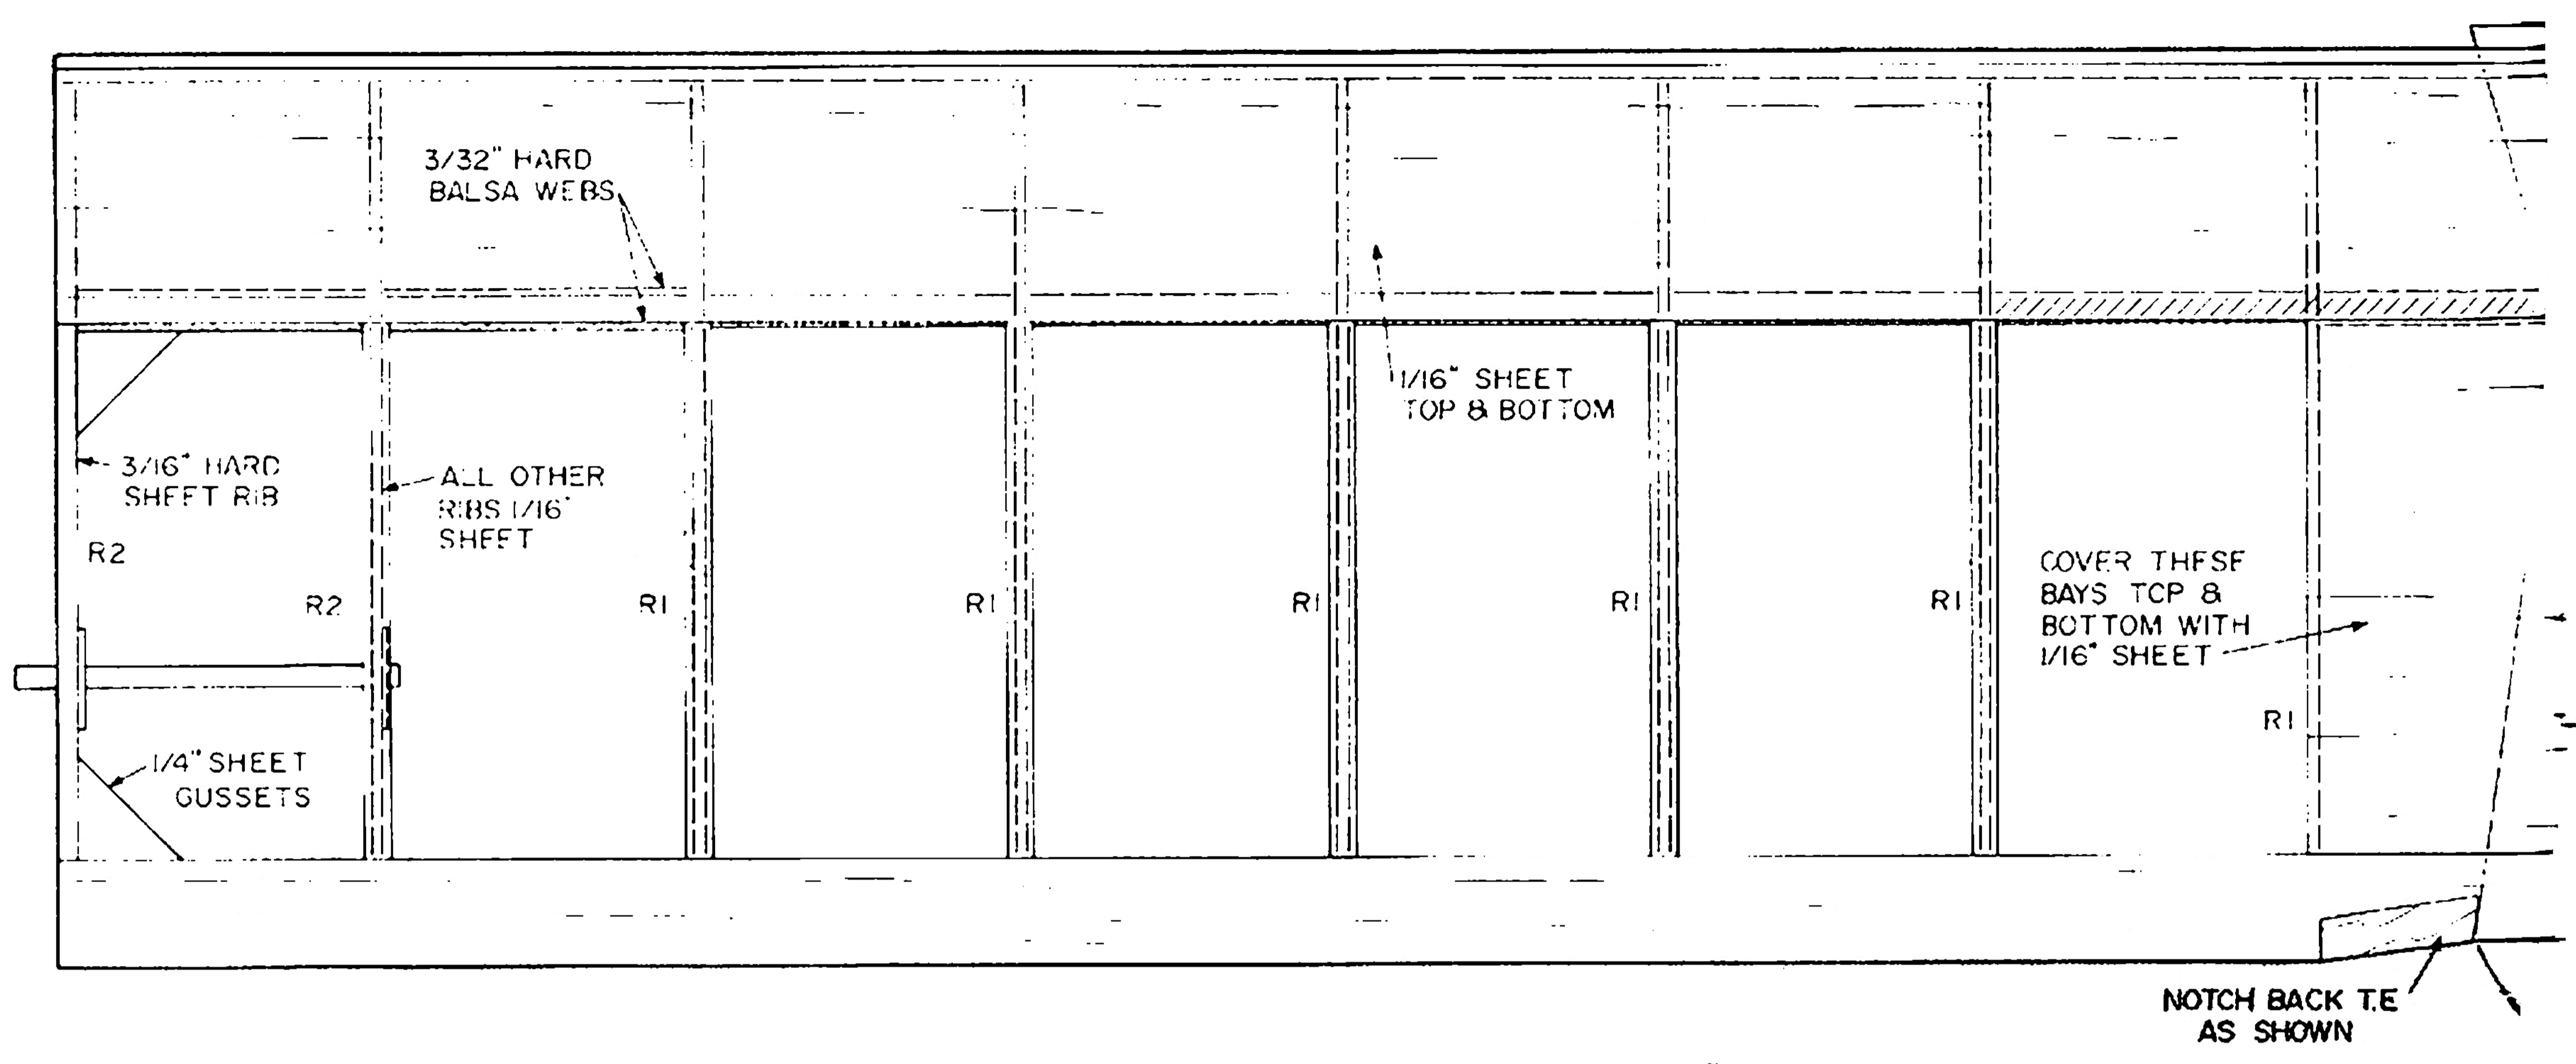 3/32" HARD
BALSA WEBS
1/16" SHEET
TOP & BOTTOM
3/16" HARD
SHEET RIB
ALL OTHER
RIBS 1/16"
SHEET
R2
R2
R1
R1
R1
R1
R1
COVER THESE
BAYS TOP &
BOTTOM WITH
1/16" SHEET
R1
1/4" SHEET
GUSSETS
NOTCH BACK T.E
AS SHOWN